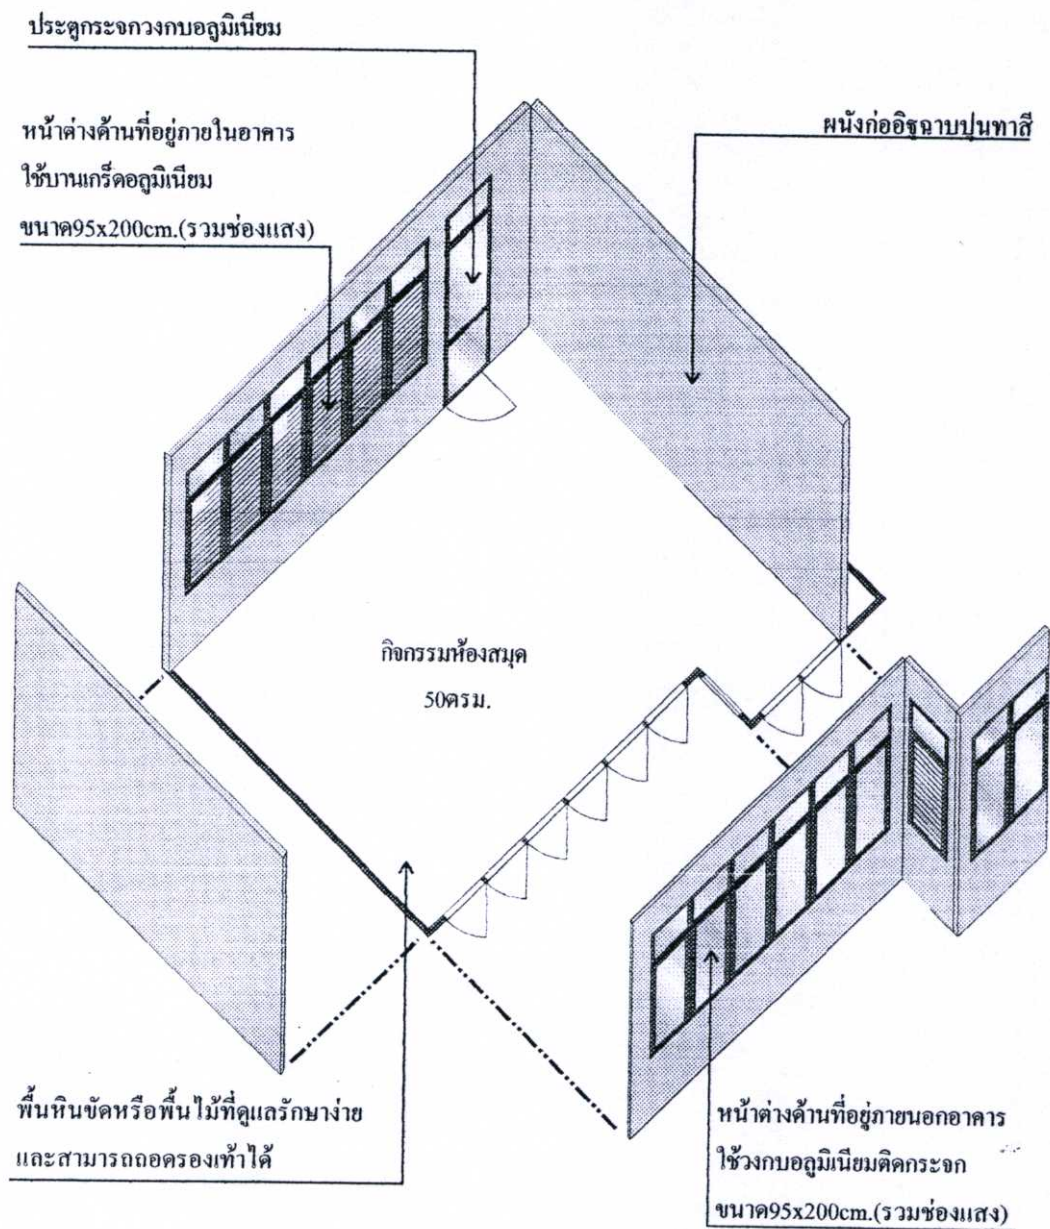 ประตูกระจกวงกบอลูมิเนียม
หน้าต่างด้านที่อยู่ภายในอาคาร
ใช้บานเกร็ดอลูมิเนียม
ขนาด95x200cm.(รวมช่องแสง)
ผนังก่ออิฐฉาบปูนทาสี
กิจกรรมห้องสมุด
50ตรม.
พื้นหินขัดหรือพื้นไม้ที่ดูแลรักษาง่าย
และสามารถถอดรองเท้าได้
หน้าต่างด้านที่อยู่ภายนอกอาคาร
ใช้วงกบอลูมิเนียมติดกระจก
ขนาด95x200cm.(รวมช่องแสง)